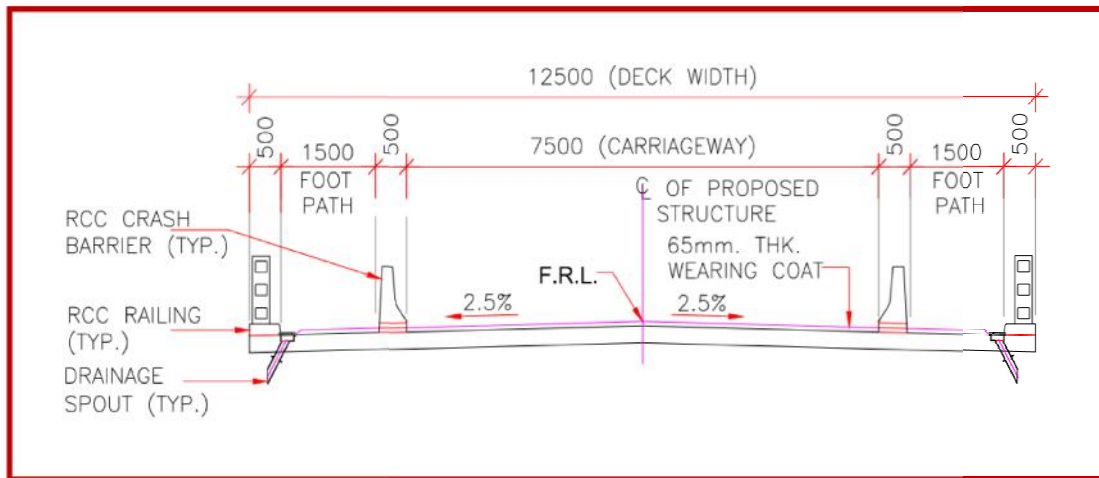 12500 (DECK WIDTH)
500
1500
FOOT
PATH
500
7500 (CARRIAGEWAY)
500
1500
FOOT
PATH
500
℄ OF PROPOSED
STRUCTURE
RCC CRASH
BARRIER (TYP.)
65mm. THK.
WEARING COAT
F.R.L.
2.5%
2.5%
RCC RAILING
(TYP.)
DRAINAGE
SPOUT (TYP.)